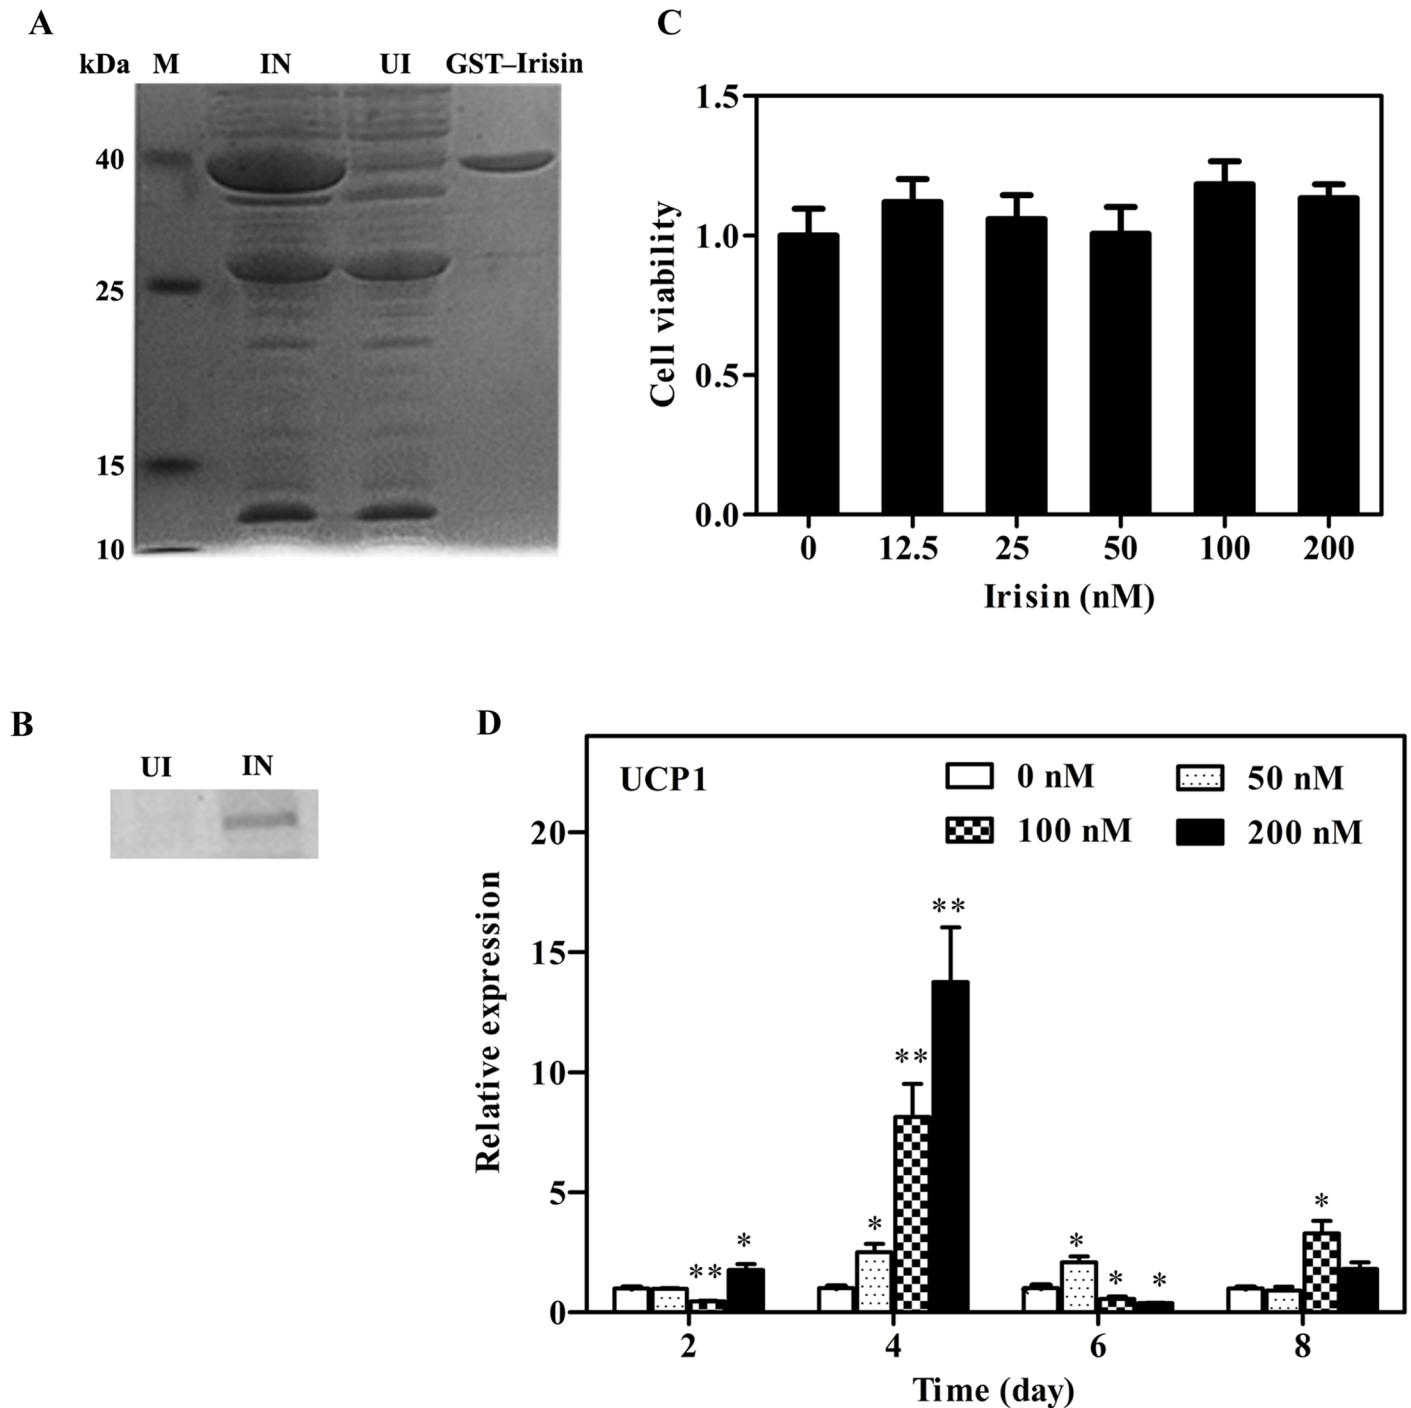 A
kDa M IN UI GST–Irisin
40
25
15
10
C
1.5
1.0
0.5
0.0
Cell viability
0 12.5 25 50 100 200
Irisin (nM)
B
UI IN
D
UCP1
0 nM 50 nM
100 nM 200 nM
20
15
10
5
0
Relative expression
** *
* ** **
* * *
*
2 4 6 8
Time (day)